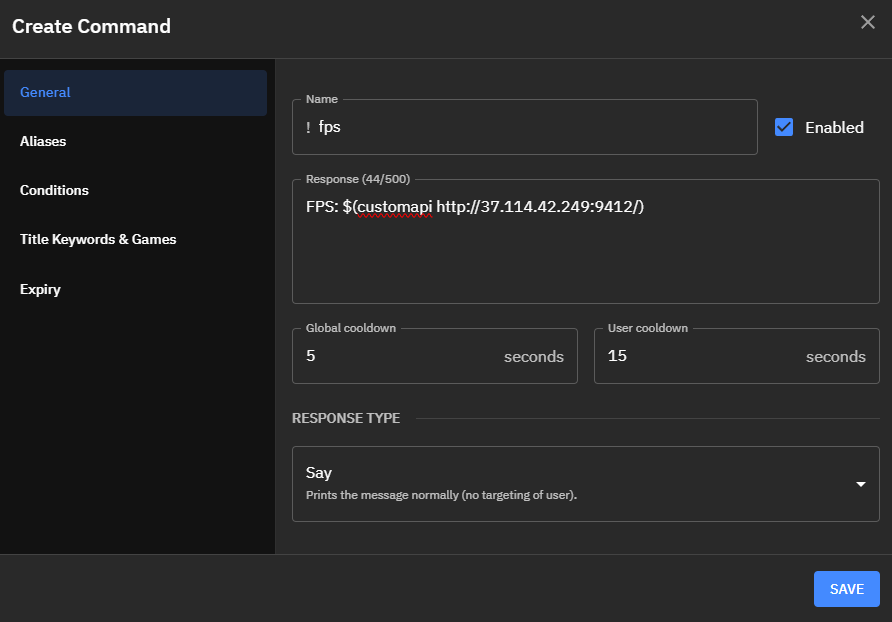 Create Command
General
Aliases
Conditions
Title Keywords & Games
Expiry
Name
! fps
Enabled
Response (44/500)
FPS: $(customapi http://37.114.42.249:9412/)
Global cooldown
5 seconds
User cooldown
15 seconds
RESPONSE TYPE
Say
Prints the message normally (no targeting of user).
SAVE